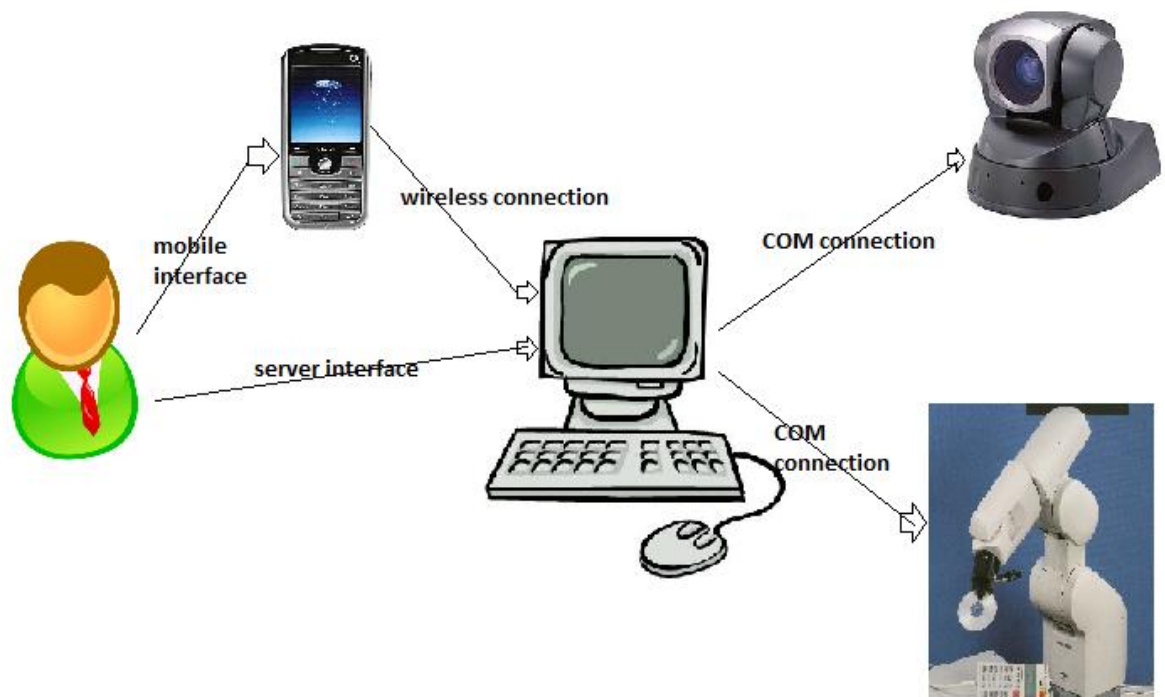 wireless connection
mobile
interface
COM connection
server interface
COM
connection